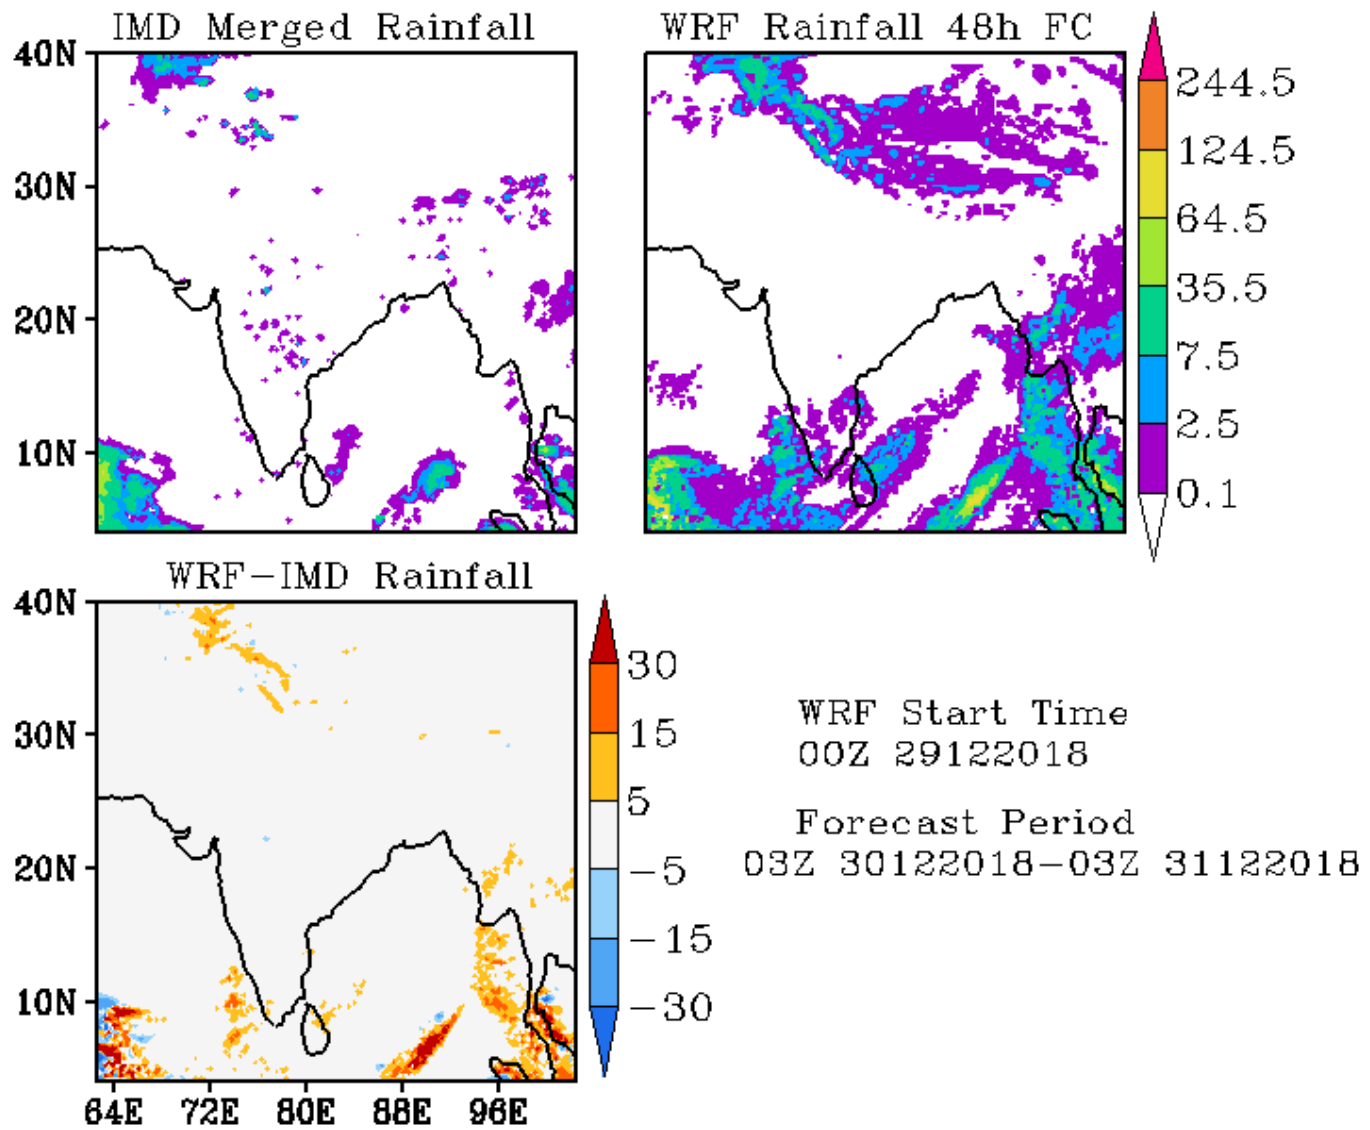 IMD Merged Rainfall
40N
30N
20N
10N
WRF Rainfall 48h FC
244.5
124.5
64.5
35.5
7.5
2.5
0.1
WRF-IMD Rainfall
40N
30N
20N
10N
64E 72E 80E 88E 96E
30
15
5
-5
-15
-30
WRF Start Time
00Z 29122018
Forecast Period
03Z 30122018-03Z 31122018